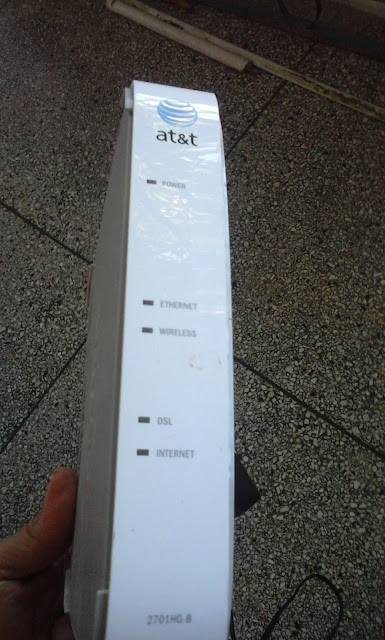 at&t
POWER
ETHERNET
WIRELESS
DSL
INTERNET
2701HG-B